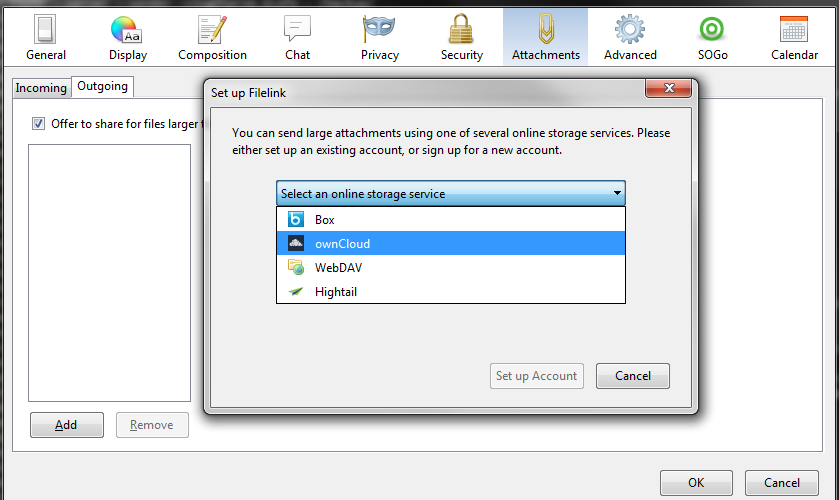 General Display Composition Chat Privacy Security Attachments Advanced SOGo Calendar
Incoming Outgoing
Offer to share for files larger
Set up Filelink
You can send large attachments using one of several online storage services. Please
either set up an existing account, or sign up for a new account.
Select an online storage service
Box
ownCloud
WebDAV
Hightail
Set up Account Cancel
Add Remove
OK Cancel